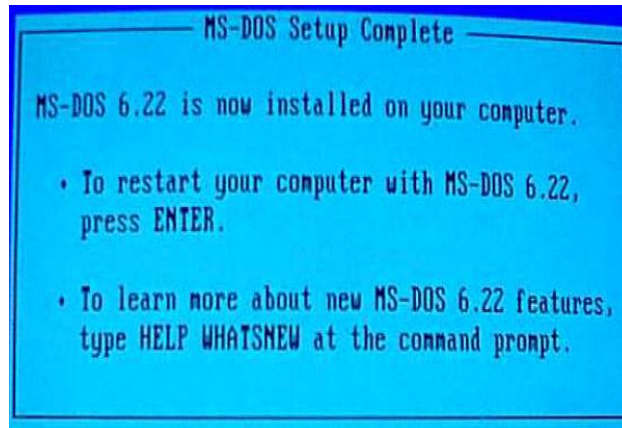 MS-DOS Setup Complete
MS-DOS 6.22 is now installed on your computer.
• To restart your computer with MS-DOS 6.22,
press ENTER.
• To learn more about new MS-DOS 6.22 features,
type HELP WHATSNEW at the command prompt.